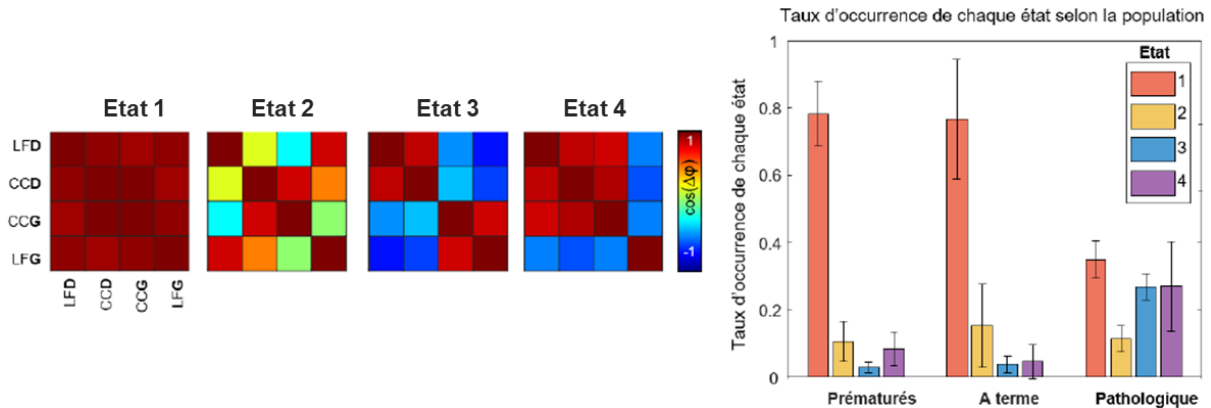 Etat 1
Etat 2
Etat 3
Etat 4
LFD
CCD
CCG
LFG
LFD
CCD
CCG
LFG
1
cos(Δφ)
-1
Taux d'occurrence de chaque état selon la population
Taux d'occurrence de chaque état
1
0.8
0.6
0.4
0.2
0
Etat
1
2
3
4
Prématurés
A terme
Pathologique